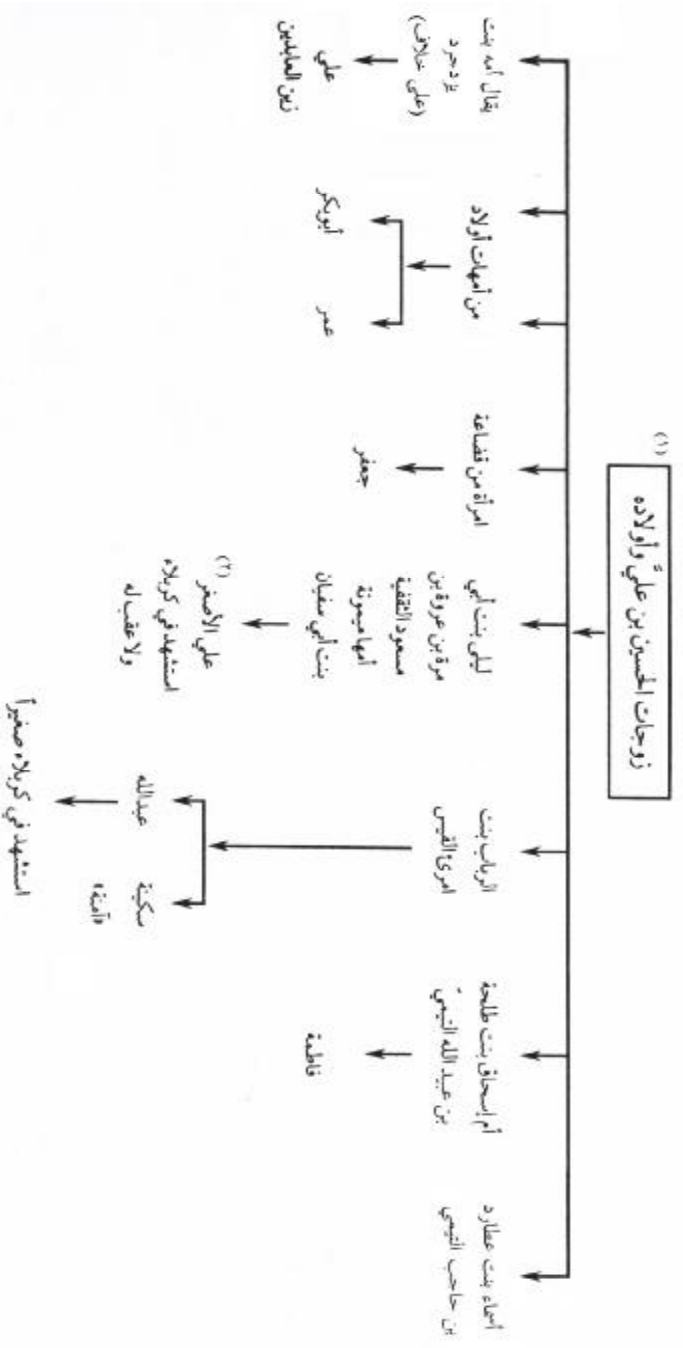 (١)
زوجات الحسين بن عليّ وأولاده
أسماء بنت عطارد
بن حاجب التيمي
أم إسحاق بنت طلحة
بن عبيد الله التيميّ
فاطمة
الرباب بنت
امرئ القيس
سكينة
«آمنة»
عبدالله
استشهد في كربلاء صغيراً
ليلى بنت أبي
مرة بن عروة بن
مسعود الثقفية
أمها ميمونة
بنت أبي سفيان
(٢)
علي الأصغر
استشهد في كربلاء
ولا عقب له
امرأة من قضاعة
جعفر
من أمهات أولاد
عمر
أبوبكر
يقال أمه بنت
يزدجرد
(على خلاف)
علي
زين العابدين